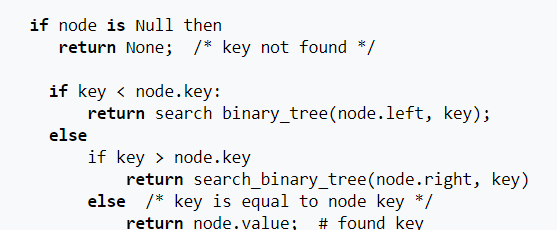 if node is Null then
return None;  /* key not found */
if key < node.key:
return search binary_tree(node.left, key);
else
if key > node.key
return search_binary_tree(node.right, key)
else  /* key is equal to node key */
return node.value;  # found key